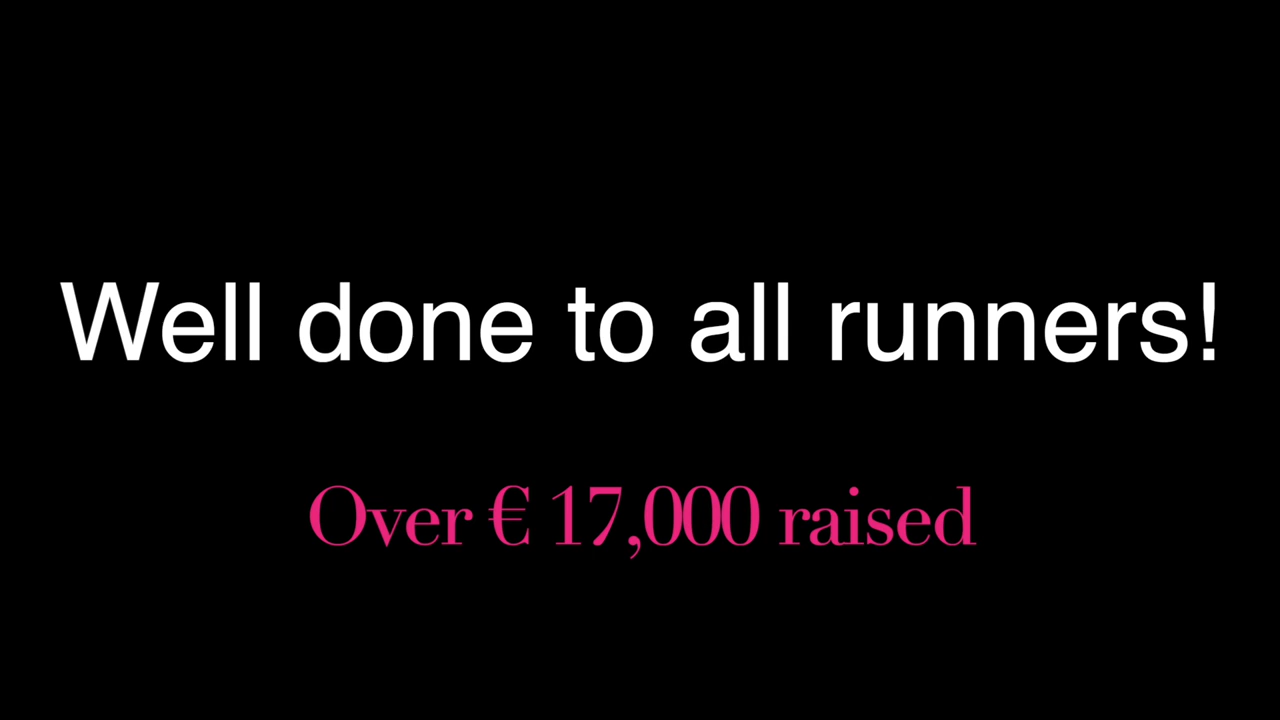 Well done to all runners!
Over € 17,000 raised